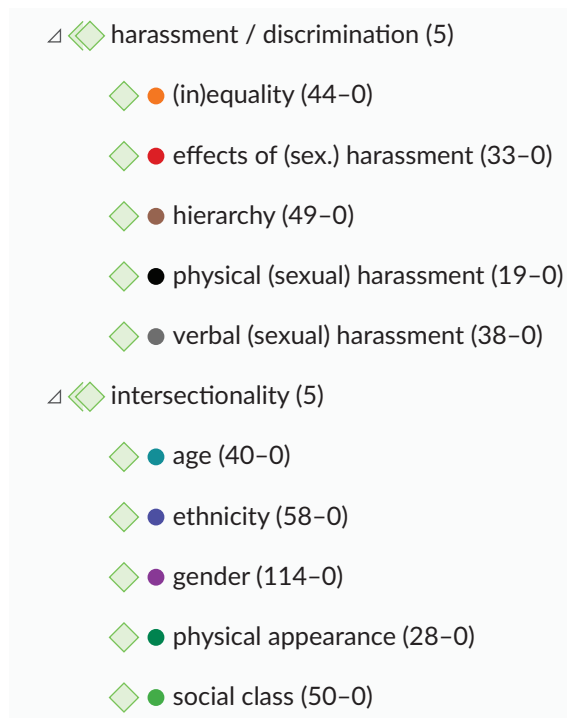 harassment / discrimination (5)
(in)equality (44–0)
effects of (sex.) harassment (33–0)
hierarchy (49–0)
physical (sexual) harassment (19–0)
verbal (sexual) harassment (38–0)
intersectionality (5)
age (40–0)
ethnicity (58–0)
gender (114–0)
physical appearance (28–0)
social class (50–0)